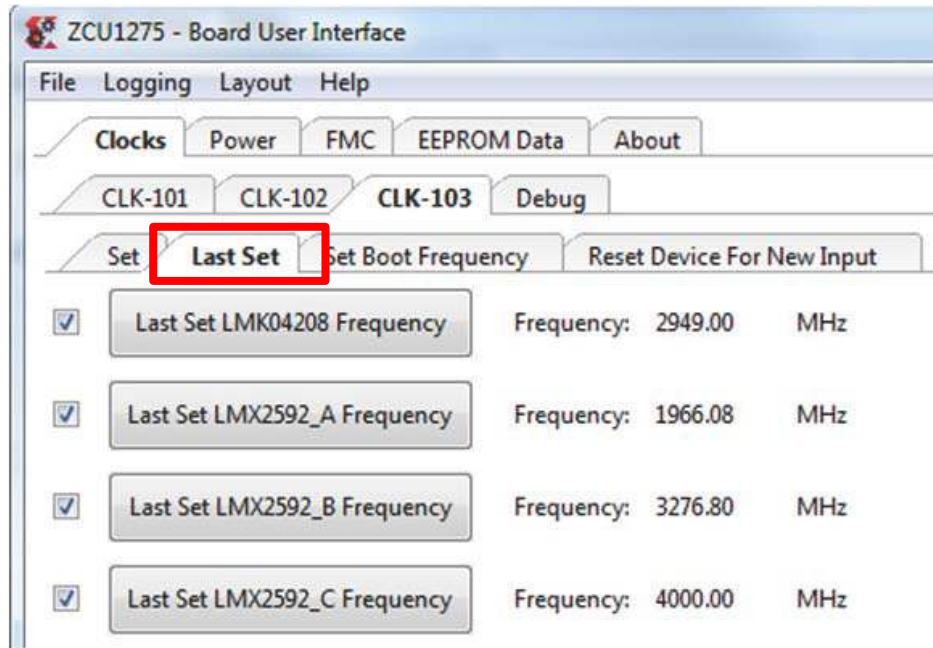 ZCU1275 - Board User Interface
File Logging Layout Help
Clocks Power FMC EEPROM Data About
CLK-101 CLK-102 CLK-103 Debug
Set Last Set Set Boot Frequency Reset Device For New Input
Last Set LMK04208 Frequency Frequency: 2949.00 MHz
Last Set LMX2592_A Frequency Frequency: 1966.08 MHz
Last Set LMX2592_B Frequency Frequency: 3276.80 MHz
Last Set LMX2592_C Frequency Frequency: 4000.00 MHz